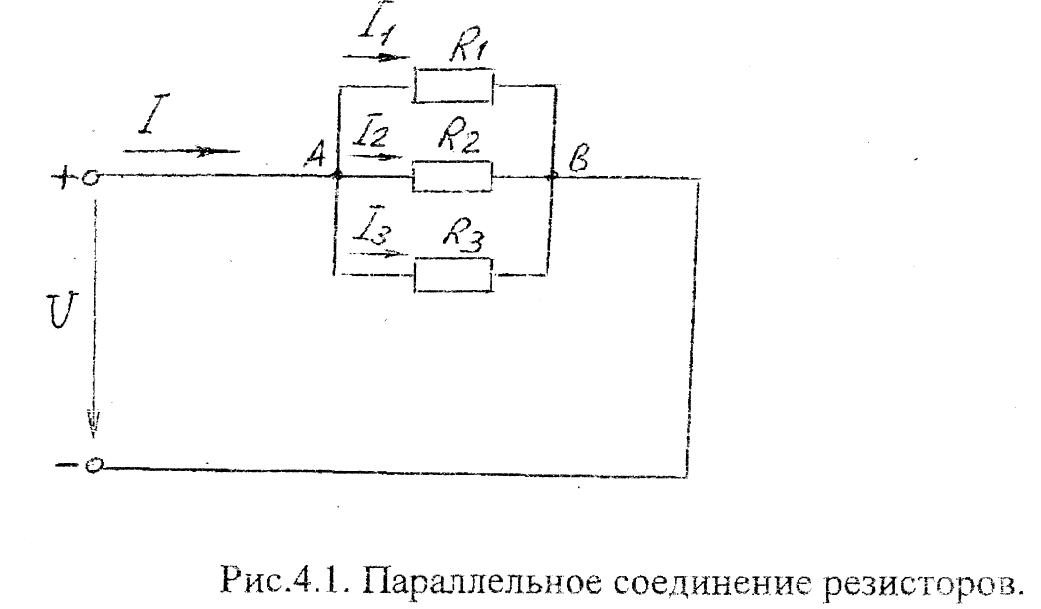 I1 R1
I
A I2 R2 B
+
I3 R3
U
-
Рис.4.1. Параллельное соединение резисторов.